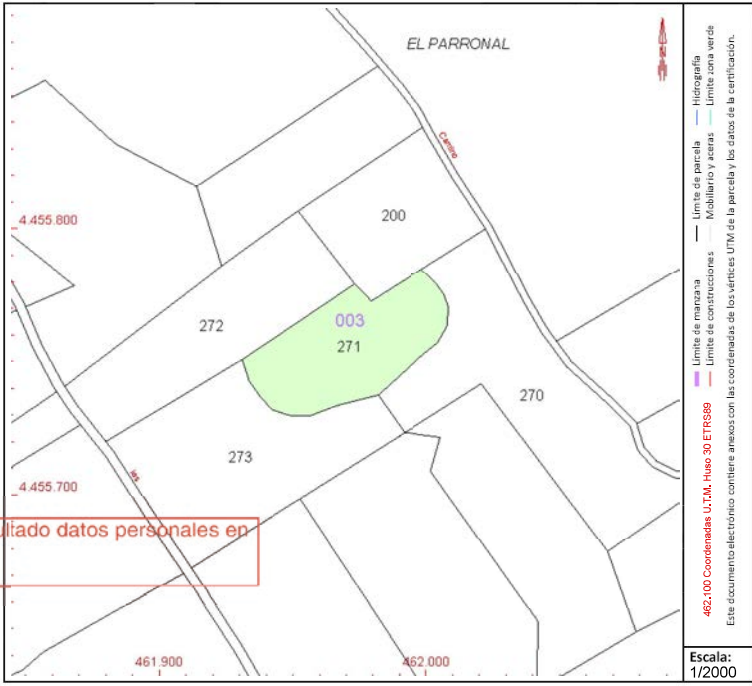 EL PARRONAL
Camino
4.455.800
200
272
003
271
270
273
4.455.700
ultado datos personales en
461.900
462.000
Límite de manzana
Límite de parcela
Hidrografía
Límite de construcciones
Mobiliario y aceras
Límite zona verde
462.100 Coordenadas U.T.M. Huso 30 ETRS89
Este documento electrónico contiene anexos con las coordenadas de los vértices UTM de la parcela y los datos de la certificación.
Escala:
1/2000